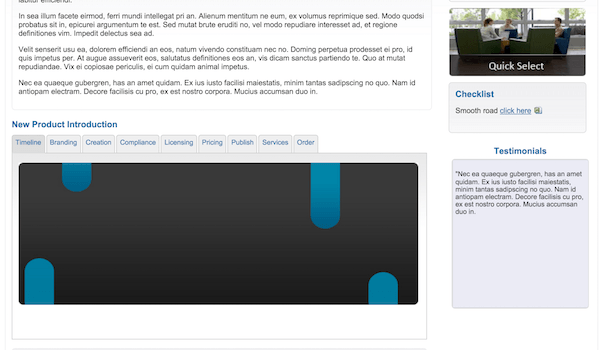 labitur efficiendi.
In sea illum facete eirmod, ferri mundi intellegat pri an. Alienum mentitum ne eum, ex volumus reprimique sed. Modo quodsi
probatus sit in, epicurei argumentum te est. Sed mutat brute eruditi no, vel modo repudiare interesset ad, et regione
definitiones vim. Impedit delectus sea ad.
Velit senserit usu ea, dolorem efficiendi an eos, natum vivendo constituam nec no. Doming perpetua prodesset ei pro, id
quis impetus per. At augue assueverit eos, salutatus definitiones eos an, vis dicam sanctus partiendo te. Quo at mutat
repudiandae. Vix ei copiosae periculis, ei cum quidam animal impetus.
Nec ea quaeque gubergren, has an amet quidam. Ex ius iusto facilisi maiestatis, minim tantas sadipscing no quo. Nam id
antiopam electram. Decore facilisis cu pro, ex est nostro corpora. Mucius accumsan duo in.
New Product Introduction
Timeline Branding Creation Compliance Licensing Pricing Publish Services Order
Quick Select
Checklist
Smooth road click here
Testimonials
"Nec ea quaeque gubergren, has an amet
quidam. Ex ius iusto facilisi maiestatis,
minim tantas sadipscing no quo. Nam id
antiopam electram. Decore facilisis cu pro,
ex est nostro corpora. Mucius accumsan
duo in.